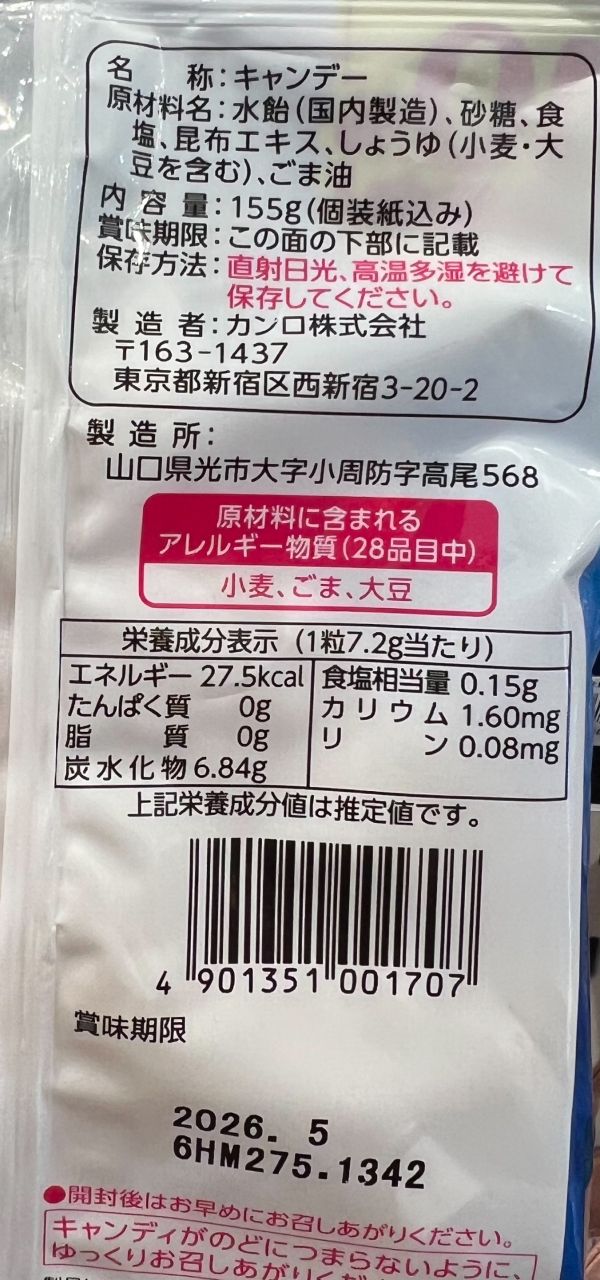 名 称：キャンデー
原材料名：水飴(国内製造)、砂糖、食
塩、昆布エキス、しょうゆ(小麦・大
豆を含む)、ごま油
内 容 量：155g(個装紙込み)
賞味期限：この面の下部に記載
保存方法：直射日光、高温多湿を避けて
保存してください。
製 造 者：カンロ株式会社
〒163-1437
東京都新宿区西新宿3-20-2
製 造 所：
山口県光市大字小周防字高尾568
原材料に含まれる
アレルギー物質(28品目中)
小麦、ごま、大豆
栄養成分表示 (1粒7.2g当たり)
エネルギー 27.5kcal 食塩相当量 0.15g
たんぱく質 0g カリウム 1.60mg
脂 質 0g リ ン 0.08mg
炭水化物 6.84g
上記栄養成分値は推定値です。
4 901351 001707
賞味期限
2026. 5
6HM275.1342
●開封後はお早めにお召しあがりください。
キャンディがのどにつまらないように、
ゆっくりお召しあがりくだ